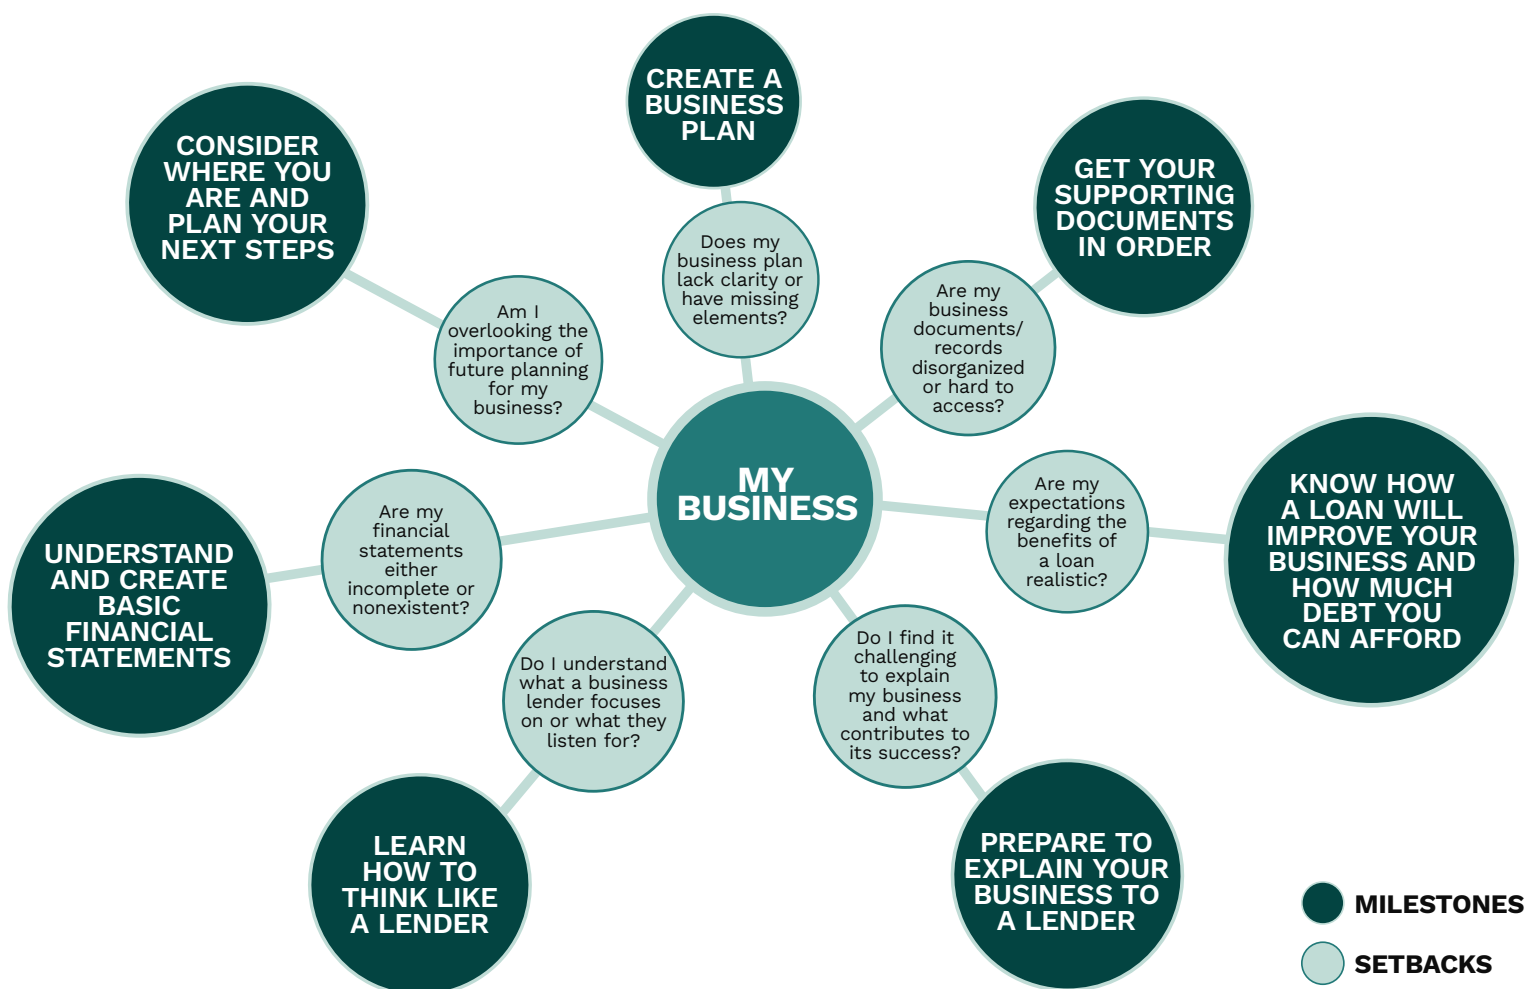 CREATE A
BUSINESS
PLAN
Does my
business plan
lack clarity or
have missing
elements?
GET YOUR
SUPPORTING
DOCUMENTS
IN ORDER
Are my
business
documents/
records
disorganized
or hard to
access?
KNOW HOW
A LOAN WILL
IMPROVE YOUR
BUSINESS AND
HOW MUCH
DEBT YOU
CAN AFFORD
Are my
expectations
regarding the
benefits of
a loan
realistic?
PREPARE TO
EXPLAIN YOUR
BUSINESS TO
A LENDER
Do I find it
challenging
to explain
my business
and what
contributes to
its success?
LEARN
HOW TO
THINK LIKE
A LENDER
Do I understand
what a business
lender focuses
on or what they
listen for?
UNDERSTAND
AND CREATE
BASIC
FINANCIAL
STATEMENTS
Are my
financial
statements
either
incomplete or
nonexistent?
CONSIDER
WHERE YOU
ARE AND
PLAN YOUR
NEXT STEPS
Am I
overlooking the
importance of
future planning
for my
business?
MY
BUSINESS
MILESTONES
SETBACKS